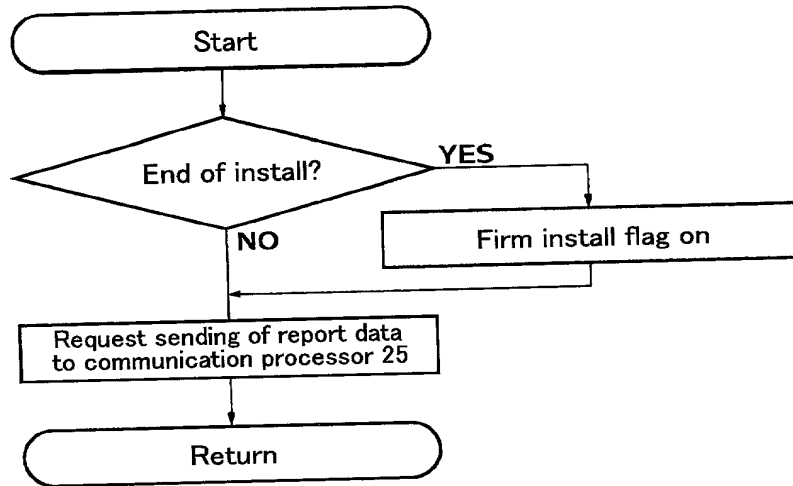 Start
End of install?
YES
Firm install flag on
NO
Request sending of report data
to communication processor 25
Return